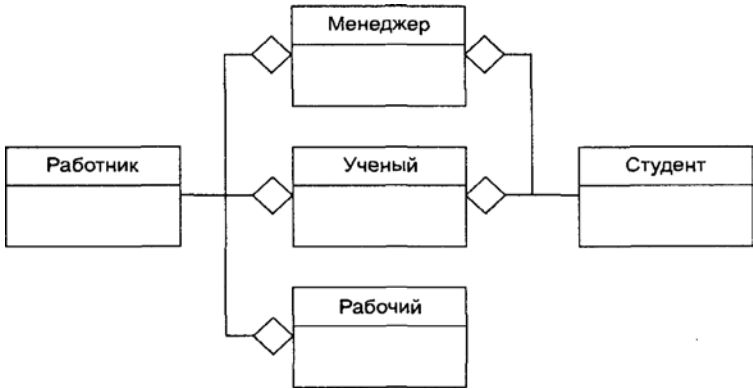 Менеджер
Работник
Ученый
Студент
Рабочий